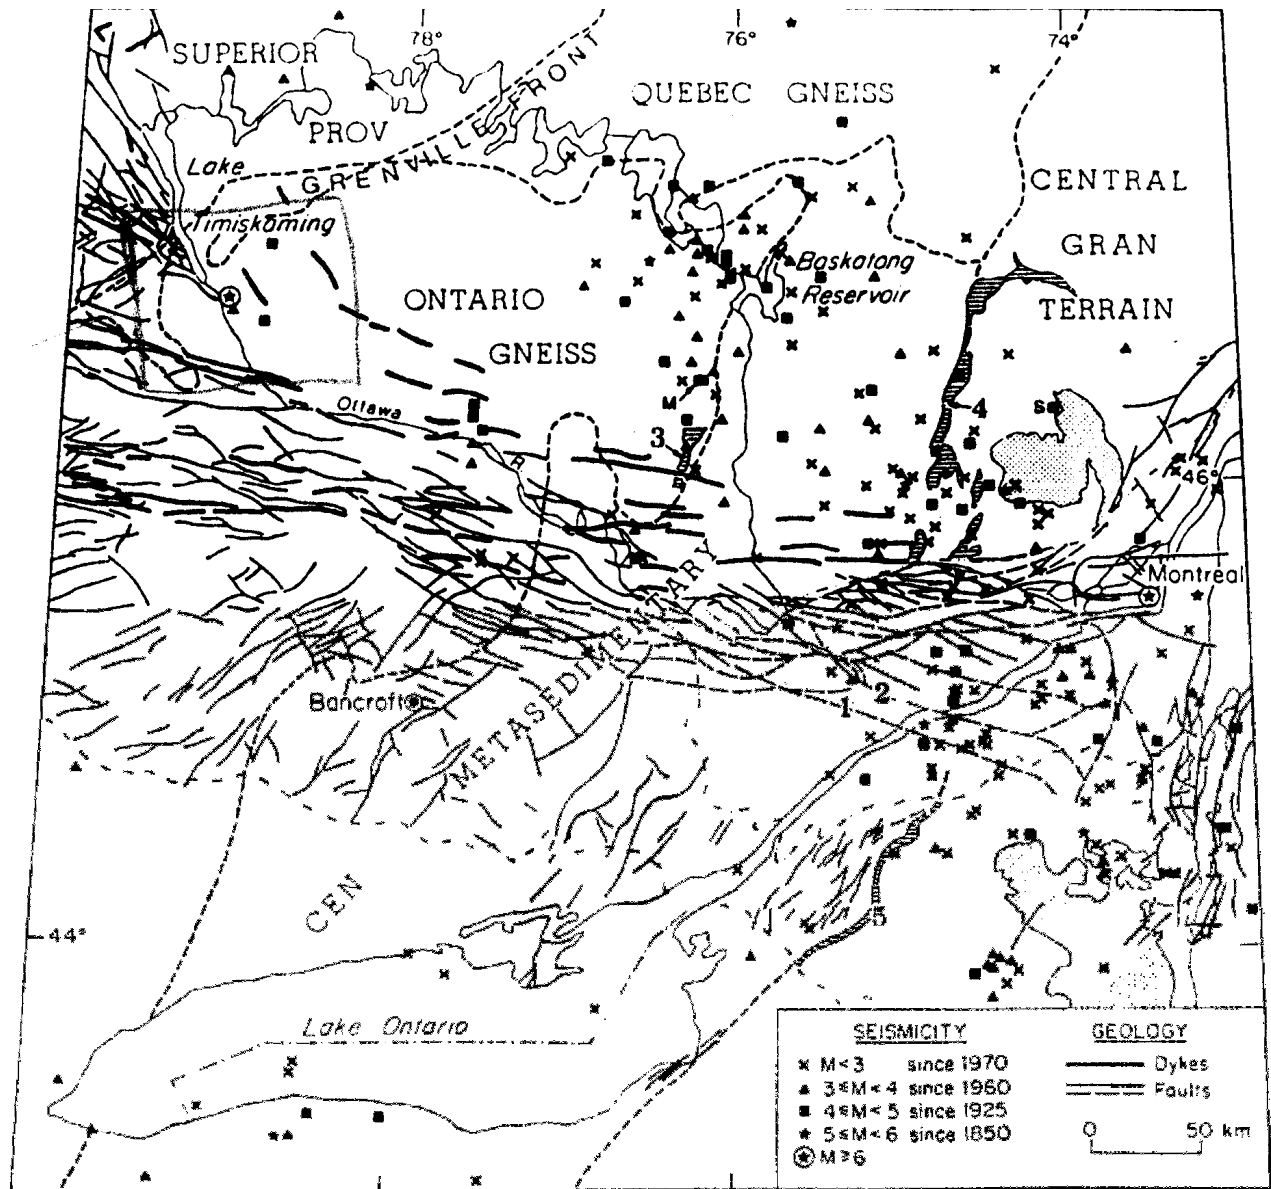 78°
76°
74°
SUPERIOR
PROV
GRENVILLE FRONT
QUEBEC GNEISS
Lake
Timiskaming
CENTRAL
GRAN
TERRAIN
Baskatong
Reservoir
ONTARIO
GNEISS
Ottawa
R
M
3
4
S
46°
Montreal
METASEDIMENTARY
Bancroft
1
2
CEN
44°
5
Lake Ontario
SEISMICITY
M < 3 since 1970
3 ≤ M < 4 since 1960
4 ≤ M < 5 since 1925
5 ≤ M < 6 since 1850
M ≥ 6
GEOLOGY
Dykes
Faults
0 50 km